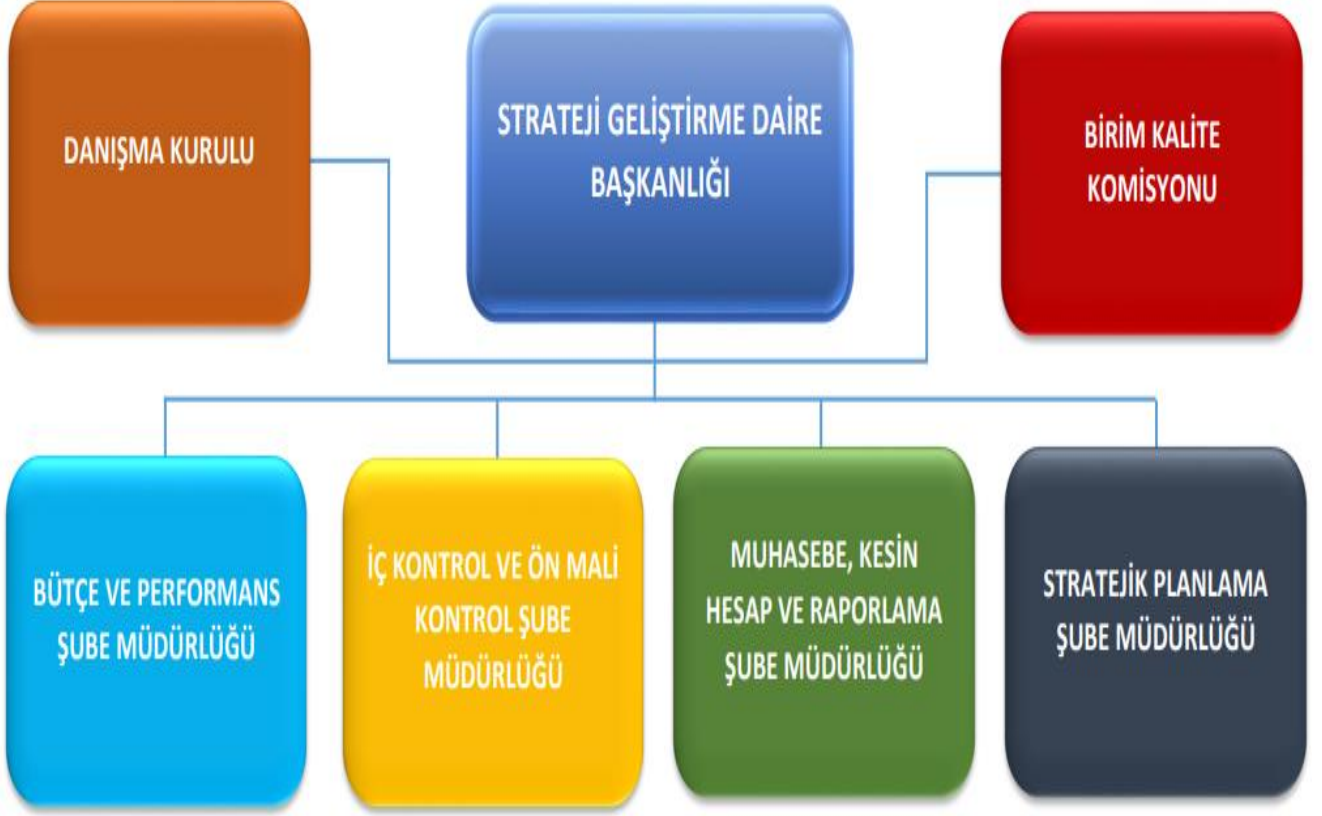 DANIŞMA KURULU
STRATEJİ GELİŞTİRME DAİRE
BAŞKANLIĞI
BİRİM KALİTE
KOMİSYONU
BÜTÇE VE PERFORMANS
ŞUBE MÜDÜRLÜĞÜ
İÇ KONTROL VE ÖN MALİ
KONTROL ŞUBE
MÜDÜRLÜĞÜ
MUHASEBE, KESİN
HESAP VE RAPORLAMA
ŞUBE MÜDÜRLÜĞÜ
STRATEJİK PLANLAMA
ŞUBE MÜDÜRLÜĞÜ